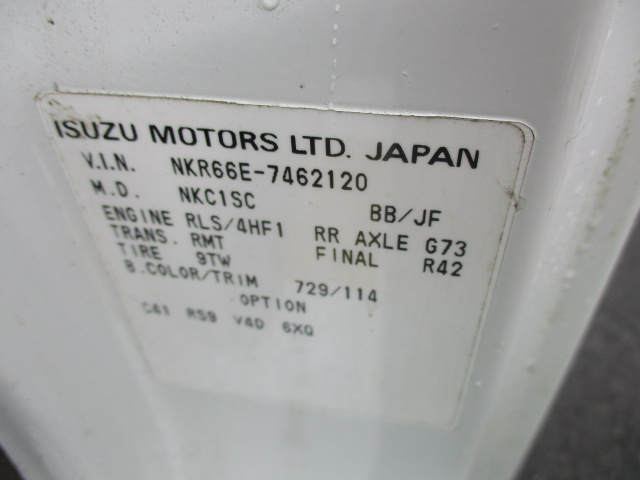 ISUZU MOTORS LTD. JAPAN
V.I.N. NKR66E-7462120
M.D. NKC1SC BB/JF
ENGINE RLS/4HF1 RR AXLE G73
TRANS. RMT FINAL R42
TIRE 9TW
B.COLOR/TRIM 729/114
OPTION
C41 RS9 V4D 6XQ